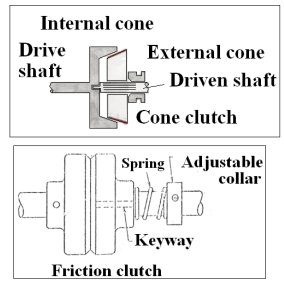 Internal cone
Drive
shaft
External cone
Driven shaft
Cone clutch
Spring
Adjustable
collar
Keyway
Friction clutch